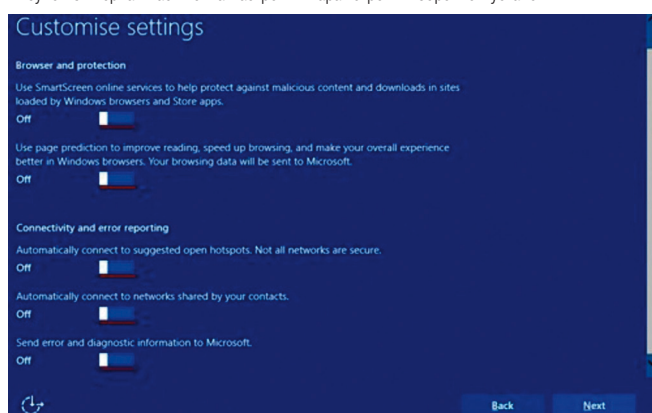 Customise settings
Browser and protection
Use SmartScreen online services to help protect against malicious content and downloads in sites
loaded by Windows browsers and Store apps.
Off
Use page prediction to improve reading, speed up browsing, and make your overall experience
better in Windows browsers. Your browsing data will be sent to Microsoft.
Off
Connectivity and error reporting
Automatically connect to suggested open hotspots. Not all networks are secure.
Off
Automatically connect to networks shared by your contacts.
Off
Send error and diagnostic information to Microsoft.
Off
Back Next